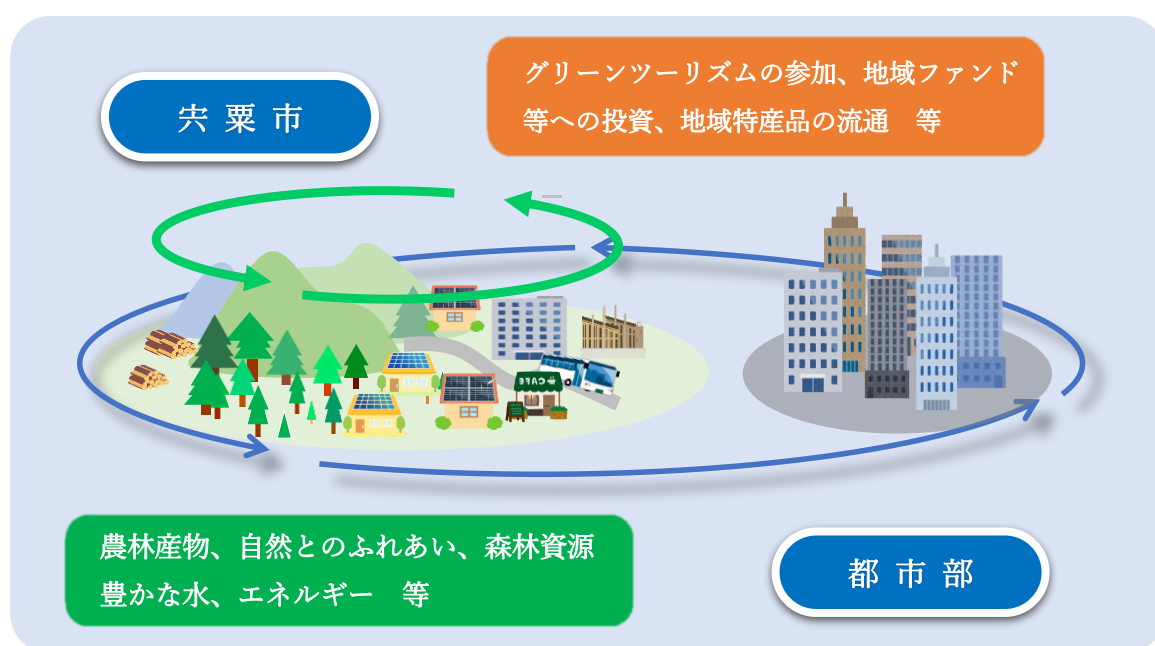 宍粟市
グリーンツーリズムの参加、地域ファンド
等への投資、地域特産品の流通　等
CAFE
農林産物、自然とのふれあい、森林資源
豊かな水、エネルギー　等
都市部